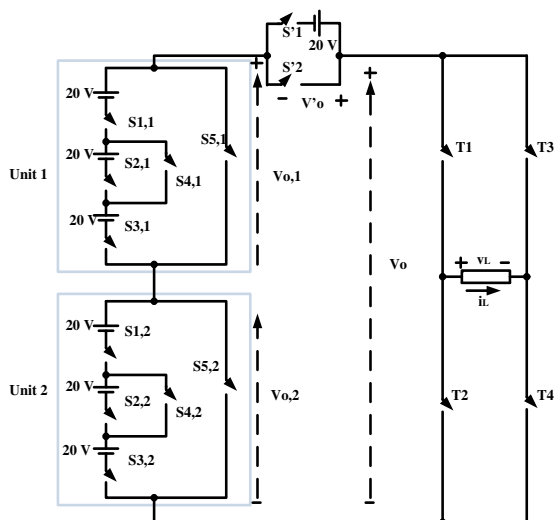 S'1
20 V
S'2
V'o
20 V
S1,1
20 V
S2,1
S4,1
S5,1
20 V
S3,1
Unit 1
Vo,1
Vo
T1
T3
vL
iL
20 V
S1,2
20 V
S2,2
S4,2
S5,2
20 V
S3,2
Unit 2
Vo,2
T2
T4